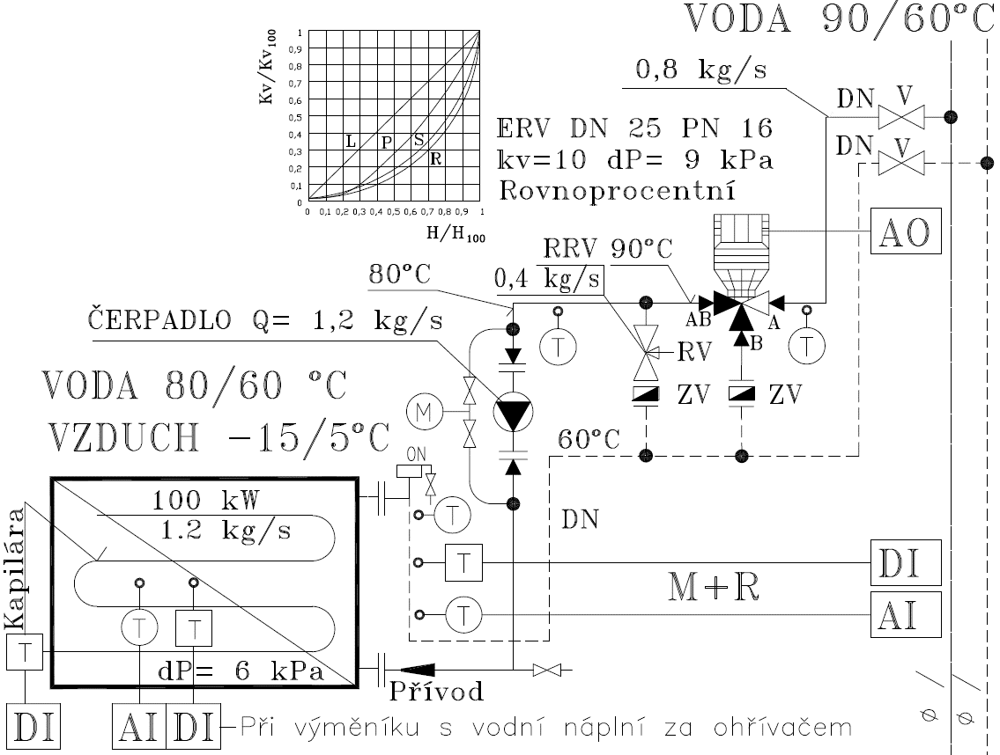 VODA 90/60°C
Kv/Kv100
1
0,9
0,8
0,7
0,6
0,5
0,4
0,3
0,2
0,1
0
L
P
S
R
0 0,1 0,2 0,3 0,4 0,5 0,6 0,7 0,8 0,9 1
H/H100
0,8 kg/s
DN V
DN V
ERV DN 25 PN 16
kv=10 dP= 9 kPa
Rovnoprocentní
AO
RRV 90°C
0,4 kg/s
80°C
AB
A
B
T
T
ČERPADLO Q= 1,2 kg/s
RV
ZV
ZV
VODA 80/60 °C
VZDUCH -15/5°C
M
60°C
ON
T
DN
T
DI
M+R
T
AI
100 kW
1.2 kg/s
Kapilára
T
T
T
dP= 6 kPa
Přívod
DI
AI
DI
Při výměníku s vodní náplní za ohřívačem
ø /
ø /